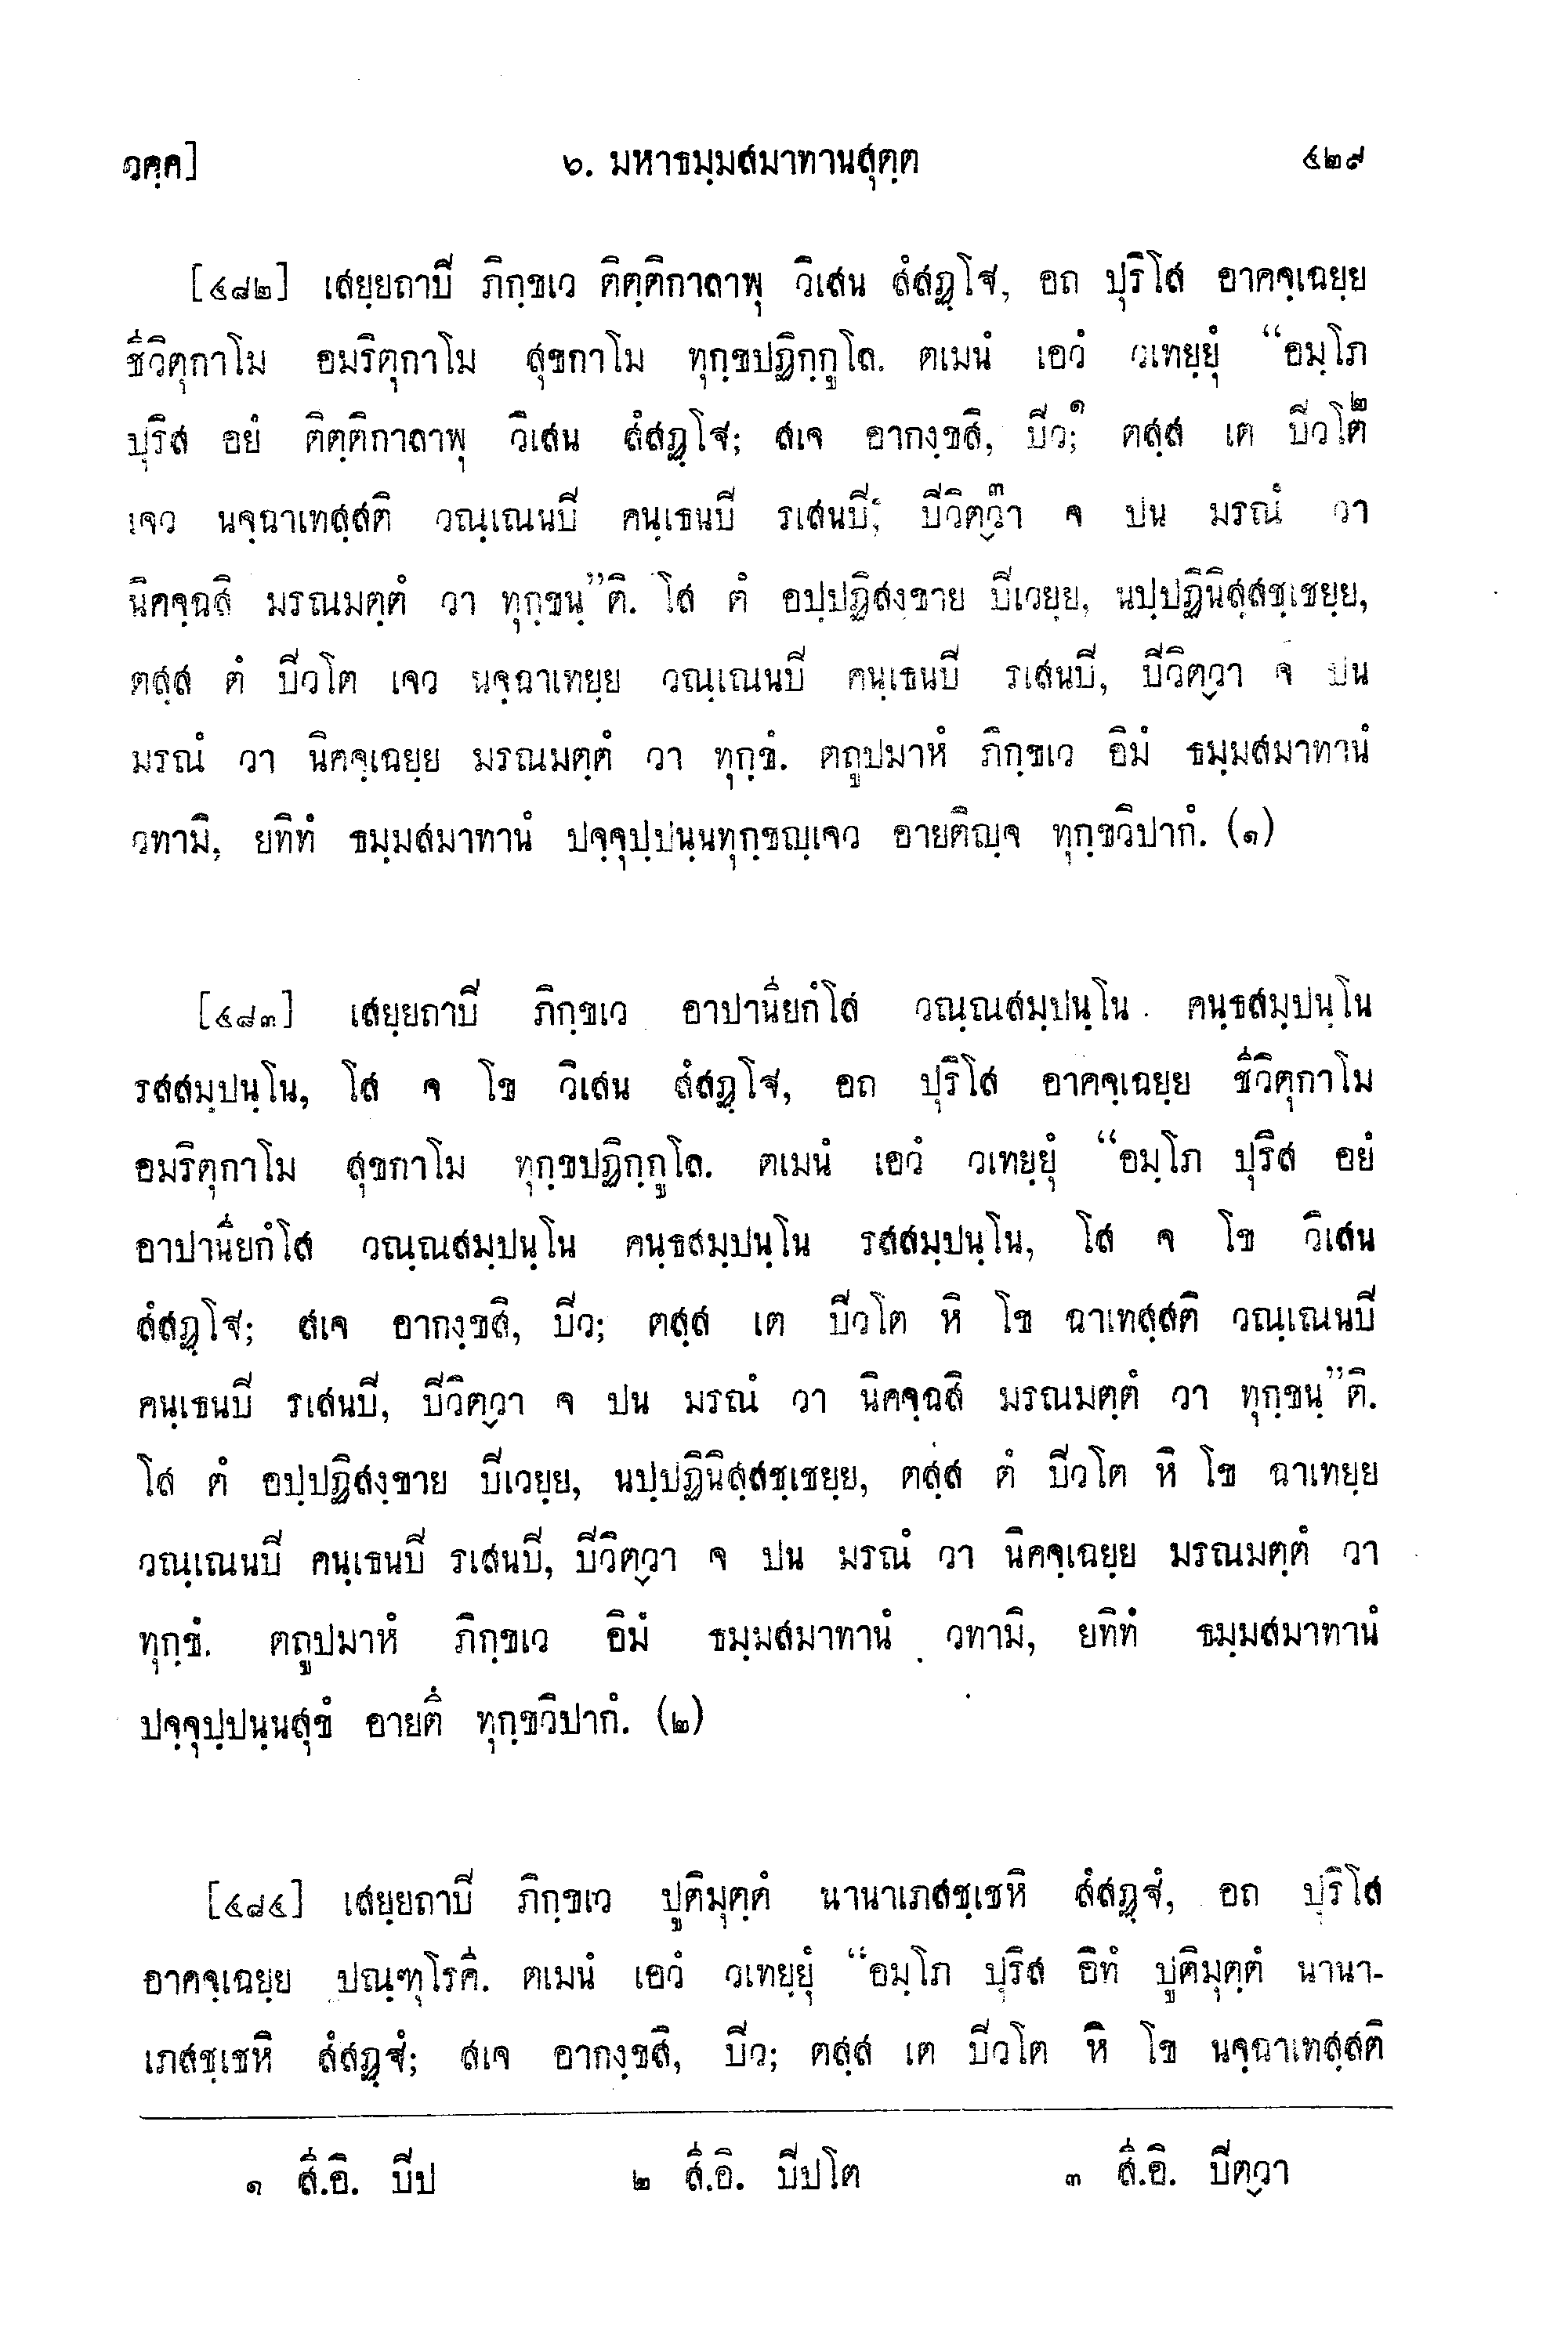 วคฺค] ๖. มหาธมฺมสมาทานสุตฺต ๔๒๙
[๔๘๒] เสยฺยถาปี ภิกฺขเว ติตฺติกาลาพุ วิเสน สํสฏฺโฐ, อถ ปุริโส อาคจฺเฉยฺย
ชีวิตุกาโม อมริตุกาโม สุขกาโม ทุกฺขปฏิกฺกูโล. ตเมนํ เอวํ วเทยฺยุํ “อมฺโภ
ปุริส อยํ ติตฺติกาลาพุ วิเสน สํสฏฺโฐ; สเจ อากงฺขสิ, ปีว;๑ ตสฺส เต ปีวโต๒
เจว นจฺฉาเทสฺสติ วณฺเณนปี คนฺเธนปี รเสนปี; ปีวิตฺวา๓ จ ปน มรณํ วา
นิคจฺฉสิ มรณมตฺตํ วา ทุกฺขนฺ”ติ. โส ตํ อปฺปฏิสงฺขาย ปีเวยฺย, นปฺปฏินิสฺสชฺเชยฺย,
ตสฺส ตํ ปีวโต เจว นจฺฉาเทยฺย วณฺเณนปี คนฺเธนปี รเสนปี, ปีวิตฺวา จ ปน
มรณํ วา นิคจฺเฉยฺย มรณมตฺตํ วา ทุกฺขํ. ตถูปมาหํ ภิกฺขเว อิมํ ธมฺมสมาทานํ
วทามิ, ยทิทํ ธมฺมสมาทานํ ปจฺจุปฺปนฺนทุกฺขญฺเจว อายติญฺจ ทุกฺขวิปากํ. (๑)
[๔๘๓] เสยฺยถาปี ภิกฺขเว อาปานียกํโส วณฺณสมฺปนฺโน คนฺธสมฺปนฺโน
รสสมฺปนฺโน, โส จ โข วิเสน สํสฏฺโฐ, อถ ปุริโส อาคจฺเฉยฺย ชีวิตุกาโม
อมริตุกาโม สุขกาโม ทุกฺขปฏิกฺกูโล. ตเมนํ เอวํ วเทยฺยุํ “อมฺโภ ปุริส อยํ
อาปานียกํโส วณฺณสมฺปนฺโน คนฺธสมฺปนฺโน รสสมฺปนฺโน, โส จ โข วิเสน
สํสฏฺโฐ; สเจ อากงฺขสิ, ปีว; ตสฺส เต ปีวโต หิ โข ฉาเทสฺสติ วณฺเณนปี
คนฺเธนปี รเสนปี, ปีวิตฺวา จ ปน มรณํ วา นิคจฺฉสิ มรณมตฺตํ วา ทุกฺขนฺ”ติ.
โส ตํ อปฺปฏิสงฺขาย ปีเวยฺย, นปฺปฏินิสฺสชฺเชยฺย, ตสฺส ตํ ปีวโต หิ โข ฉาเทยฺย
วณฺเณนปี คนฺเธนปี รเสนปี, ปีวิตฺวา จ ปน มรณํ วา นิคจฺเฉยฺย มรณมตฺตํ วา
ทุกฺขํ. ตถูปมาหํ ภิกฺขเว อิมํ ธมฺมสมาทานํ วทามิ, ยทิทํ ธมฺมสมาทานํ
ปจฺจุปฺปนฺนสุขํ อายตึ ทุกฺขวิปากํ. (๒)
[๔๘๔] เสยฺยถาปี ภิกฺขเว ปูติมุตฺตํ นานาเภสชฺเชหิ สํสฏฺฐํ, อถ ปุริโส
อาคจฺเฉยฺย ปณฺฑุโรคี. ตเมนํ เอวํ วเทยฺยุํ “อมฺโภ ปุริส อิทํ ปูติมุตฺตํ นานา-
เภสชฺเชหิ สํสฏฺฐํ; สเจ อากงฺขสิ, ปีว; ตสฺส เต ปีวโต หิ โข นจฺฉาเทสฺสติ
๑ สี.อิ. ปีป ๒ สี.อิ. ปีปโต ๓ สี.อิ. ปีตฺวา